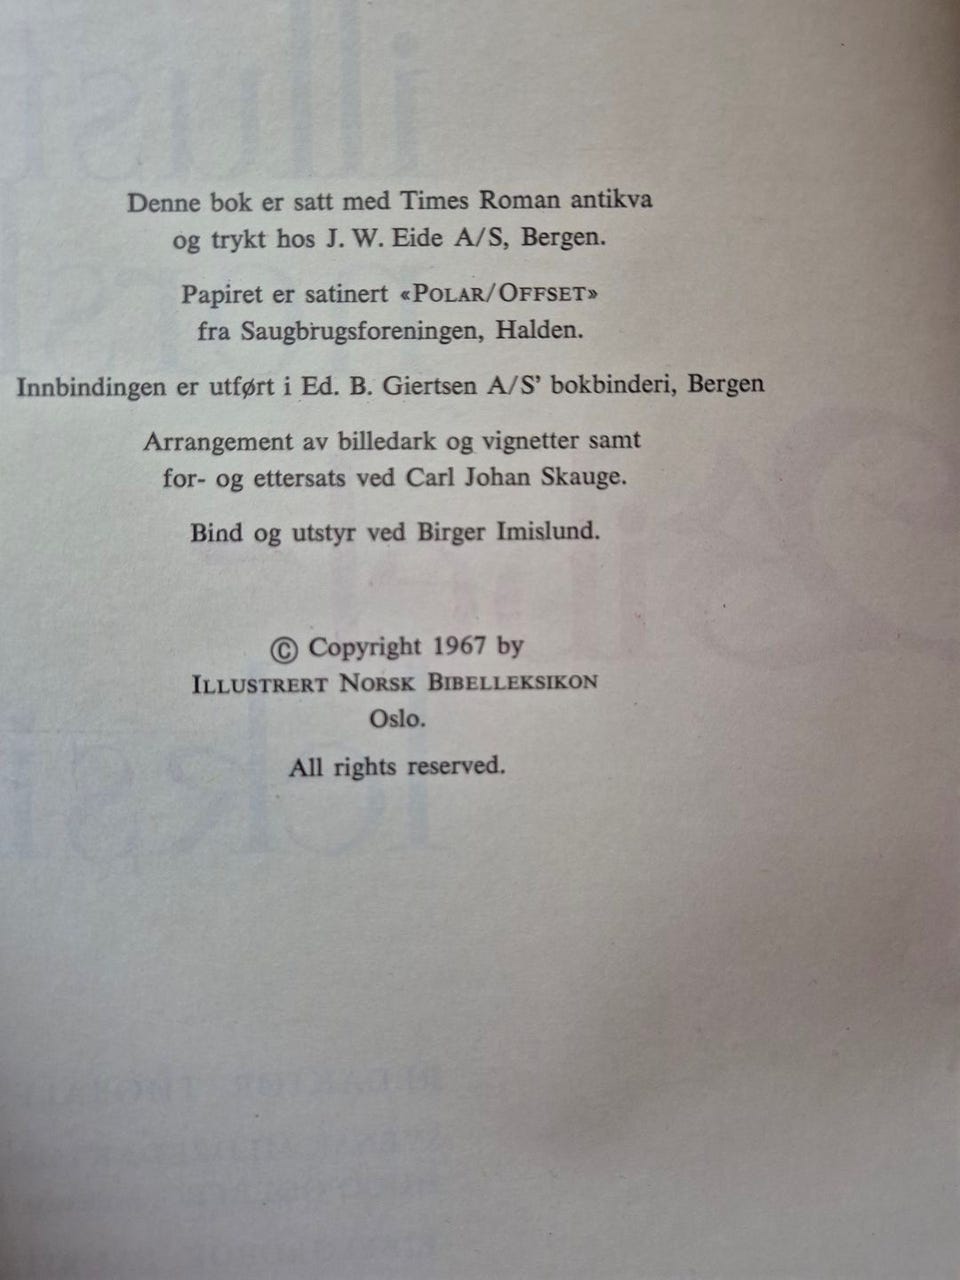 Denne bok er satt med Times Roman antikva
og trykt hos J. W. Eide A/S, Bergen.
Papiret er satinert «POLAR/OFFSET»
fra Saugbrugsforeningen, Halden.
Innbindingen er utført i Ed. B. Giertsen A/S’ bokbinderi, Bergen
Arrangement av billedark og vignetter samt
for- og ettersats ved Carl Johan Skauge.
Bind og utstyr ved Birger Imislund.
© Copyright 1967 by
ILLUSTRERT NORSK BIBELLEKSIKON
Oslo.
All rights reserved.